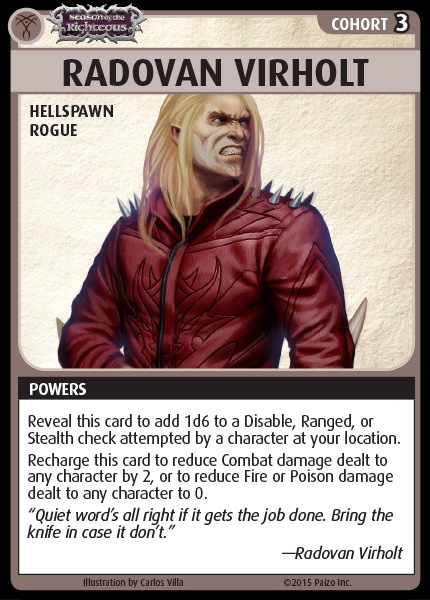 Season of the
Righteous
COHORT 3
RADOVAN VIRHOLT
HELLSPAWN
ROGUE
POWERS
Reveal this card to add 1d6 to a Disable, Ranged, or
Stealth check attempted by a character at your location.
Recharge this card to reduce Combat damage dealt to
any character by 2, or to reduce Fire or Poison damage
dealt to any character to 0.
“Quiet word’s all right if it gets the job done. Bring the
knife in case it don’t.”
—Radovan Virholt
Illustration by Carlos Villa
©2015 Paizo Inc.